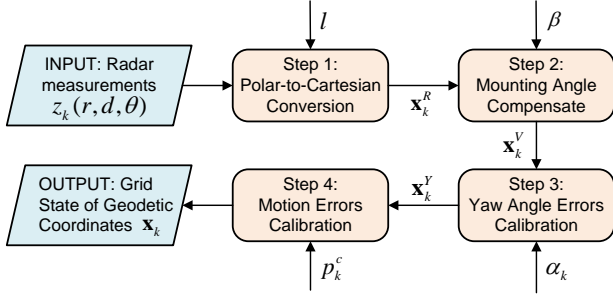 l
β
INPUT: Radar
measurements
z_k(r,d,θ)
Step 1:
Polar-to-Cartesian
Conversion
x_k^R
Step 2:
Mounting Angle
Compensate
x_k^V
OUTPUT: Grid
State of Geodetic
Coordinates x_k
Step 4:
Motion Errors
Calibration
x_k^Y
Step 3:
Yaw Angle Errors
Calibration
p_k^c
α_k